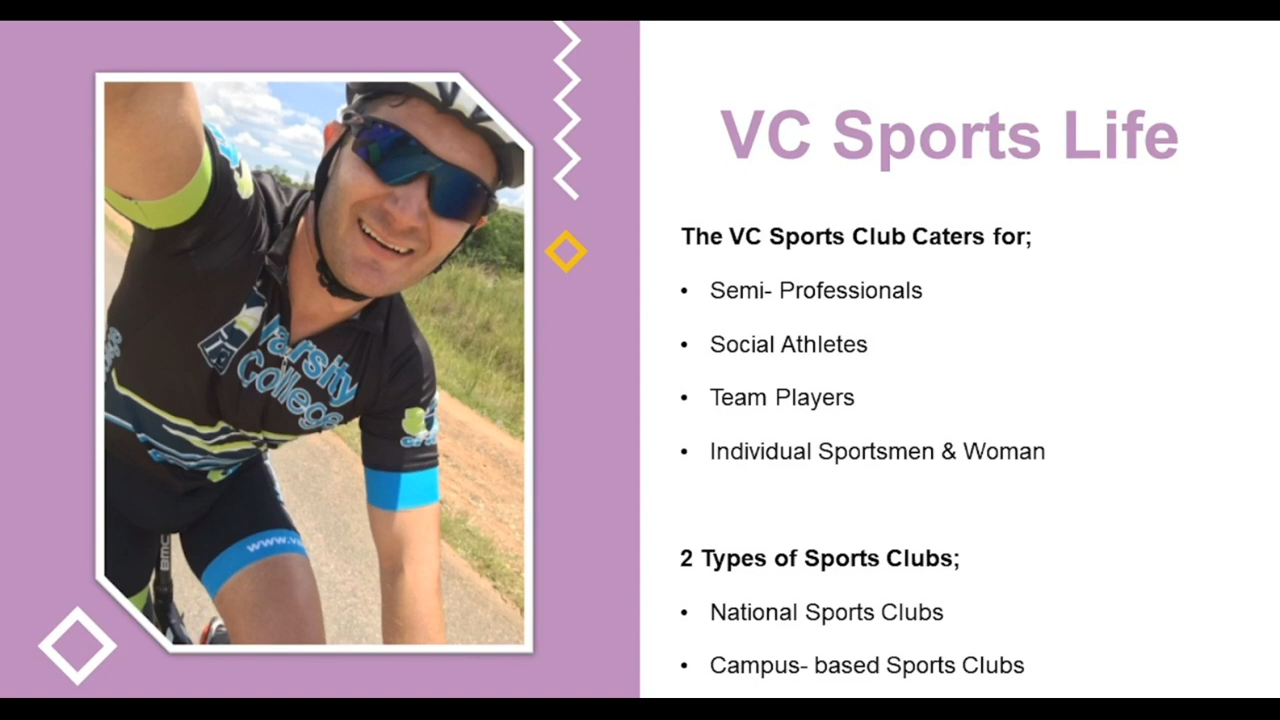 VC Sports Life
The VC Sports Club Caters for;
• Semi- Professionals
• Social Athletes
• Team Players
• Individual Sportsmen & Woman
2 Types of Sports Clubs;
• National Sports Clubs
• Campus- based Sports Clubs
Varsity
College
BMC